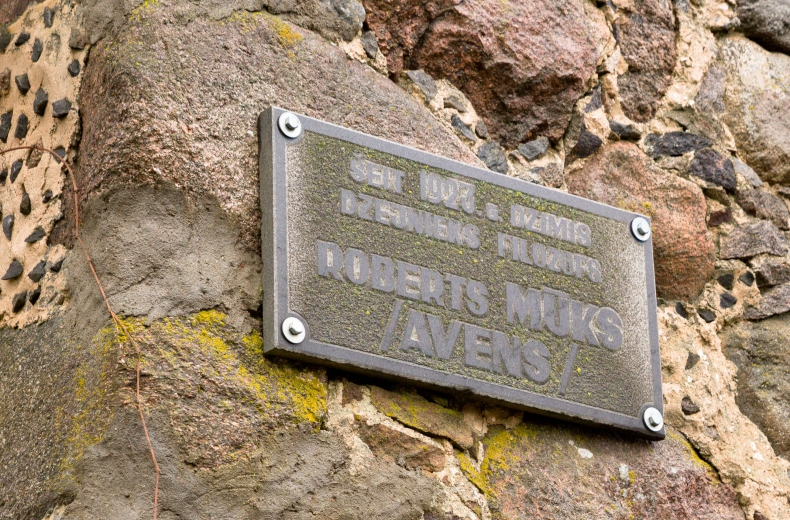 ŠEIT 1923. G. DZIMIS
DZEJNIEKS FILOZOFS
ROBERTS MŪKS
/AVENS/